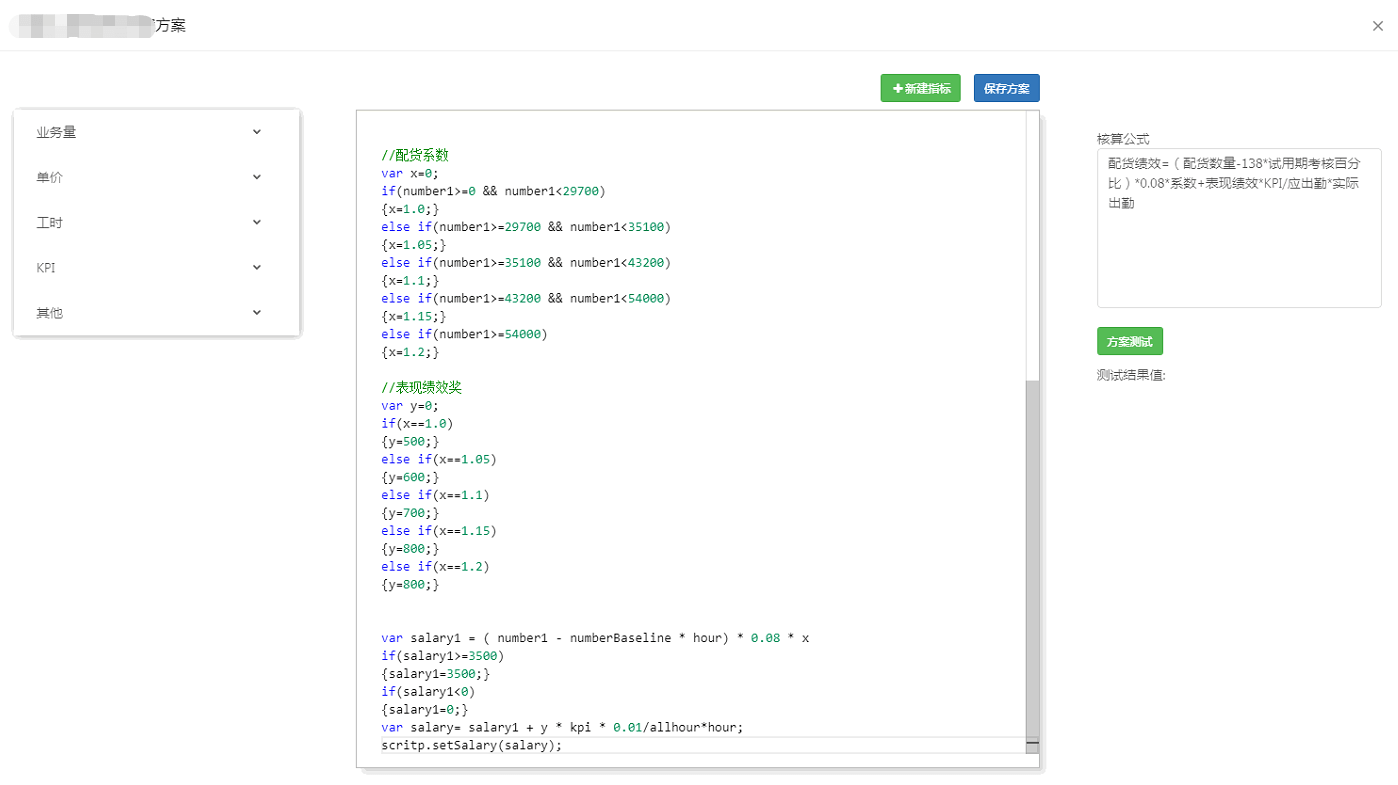 方案
×
新建指标
保存方案
业务量
单价
工时
KPI
其他
//配货系数
var x=0;
if(number1>=0 && number1<29700)
{x=1.0;}
else if(number1>=29700 && number1<35100)
{x=1.05;}
else if(number1>=35100 && number1<43200)
{x=1.1;}
else if(number1>=43200 && number1<54000)
{x=1.15;}
else if(number1>=54000)
{x=1.2;}
//表现绩效奖
var y=0;
if(x==1.0)
{y=500;}
else if(x==1.05)
{y=600;}
else if(x==1.1)
{y=700;}
else if(x==1.15)
{y=800;}
else if(x==1.2)
{y=800;}
var salary1 = ( number1 - numberBaseline * hour) * 0.08 * x
if(salary1>=3500)
{salary1=3500;}
if(salary1<0)
{salary1=0;}
var salary= salary1 + y * kpi * 0.01/allhour*hour;
scritp.setSalary(salary);
核算公式
配货绩效=（配货数量-138*试用期考核百分
比）*0.08*系数+表现绩效*KPI/应出勤*实际
出勤
方案测试
测试结果值: